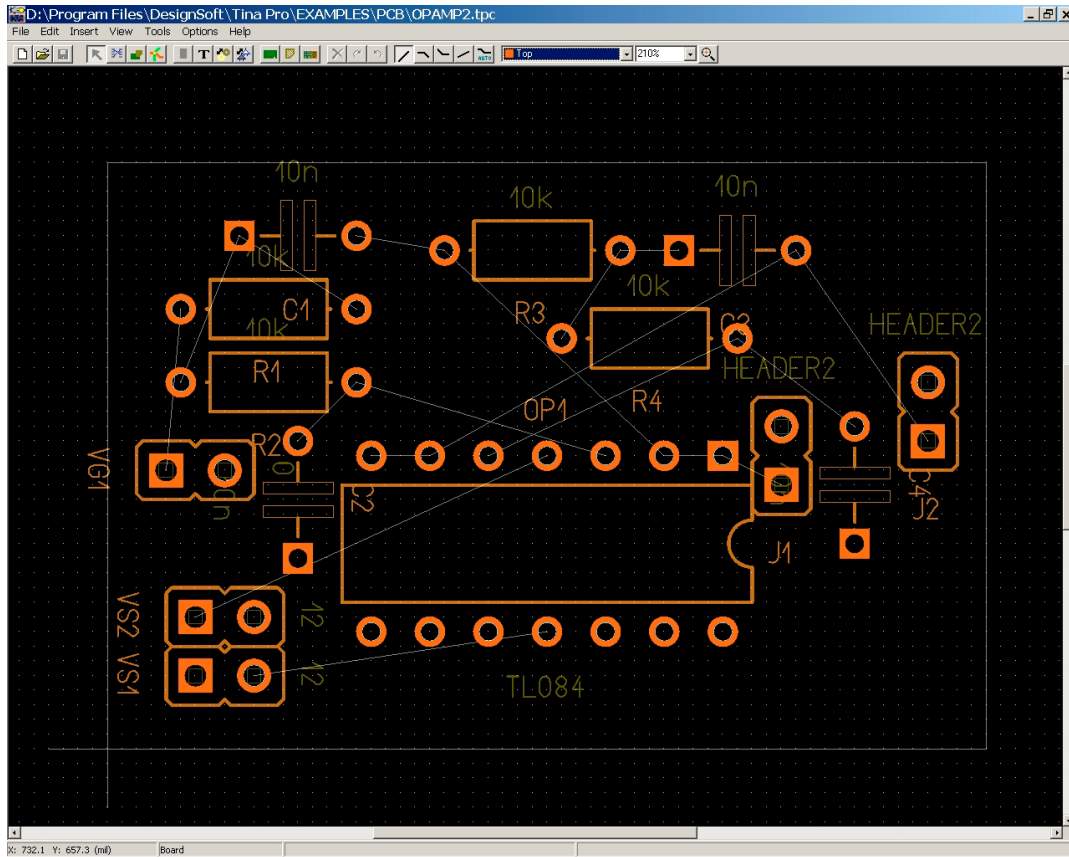 D:\Program Files\DesignSoft\Tina Pro\EXAMPLES\PCB\OPAMP2.tpc
File Edit Insert View Tools Options Help
T
AUTO
Top
210%
10n
10k
10n
10k
10k
C1
R3
C3
HEADER2
10k
R1
HEADER2
OP1
R4
R2
VG1
0
C2
C4
J2
J1
VS2
12
VS1
12
TL084
X: 732.1 Y: 657.3 (mil)
Board